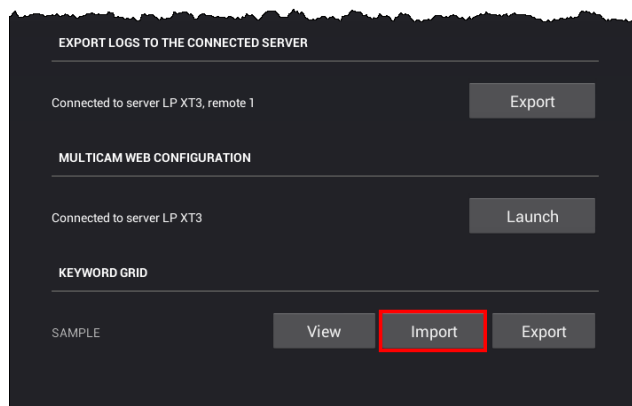 EXPORT LOGS TO THE CONNECTED SERVER
Connected to server LP XT3, remote 1 Export
MULTICAM WEB CONFIGURATION
Connected to server LP XT3 Launch
KEYWORD GRID
SAMPLE View Import Export